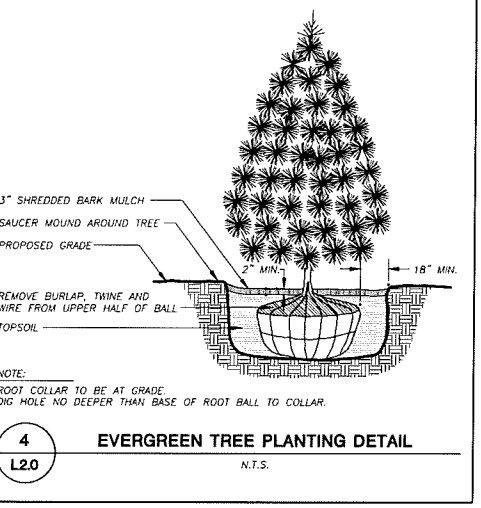 3" SHREDDED BARK MULCH
SAUCER MOUND AROUND TREE
PROPOSED GRADE
2" MIN.
18" MIN.
REMOVE BURLAP, TWINE AND
WIRE FROM UPPER HALF OF BALL
TOPSOIL
NOTE:
ROOT COLLAR TO BE AT GRADE.
DIG HOLE NO DEEPER THAN BASE OF ROOT BALL TO COLLAR.
4
L2.0
EVERGREEN TREE PLANTING DETAIL
N.T.S.